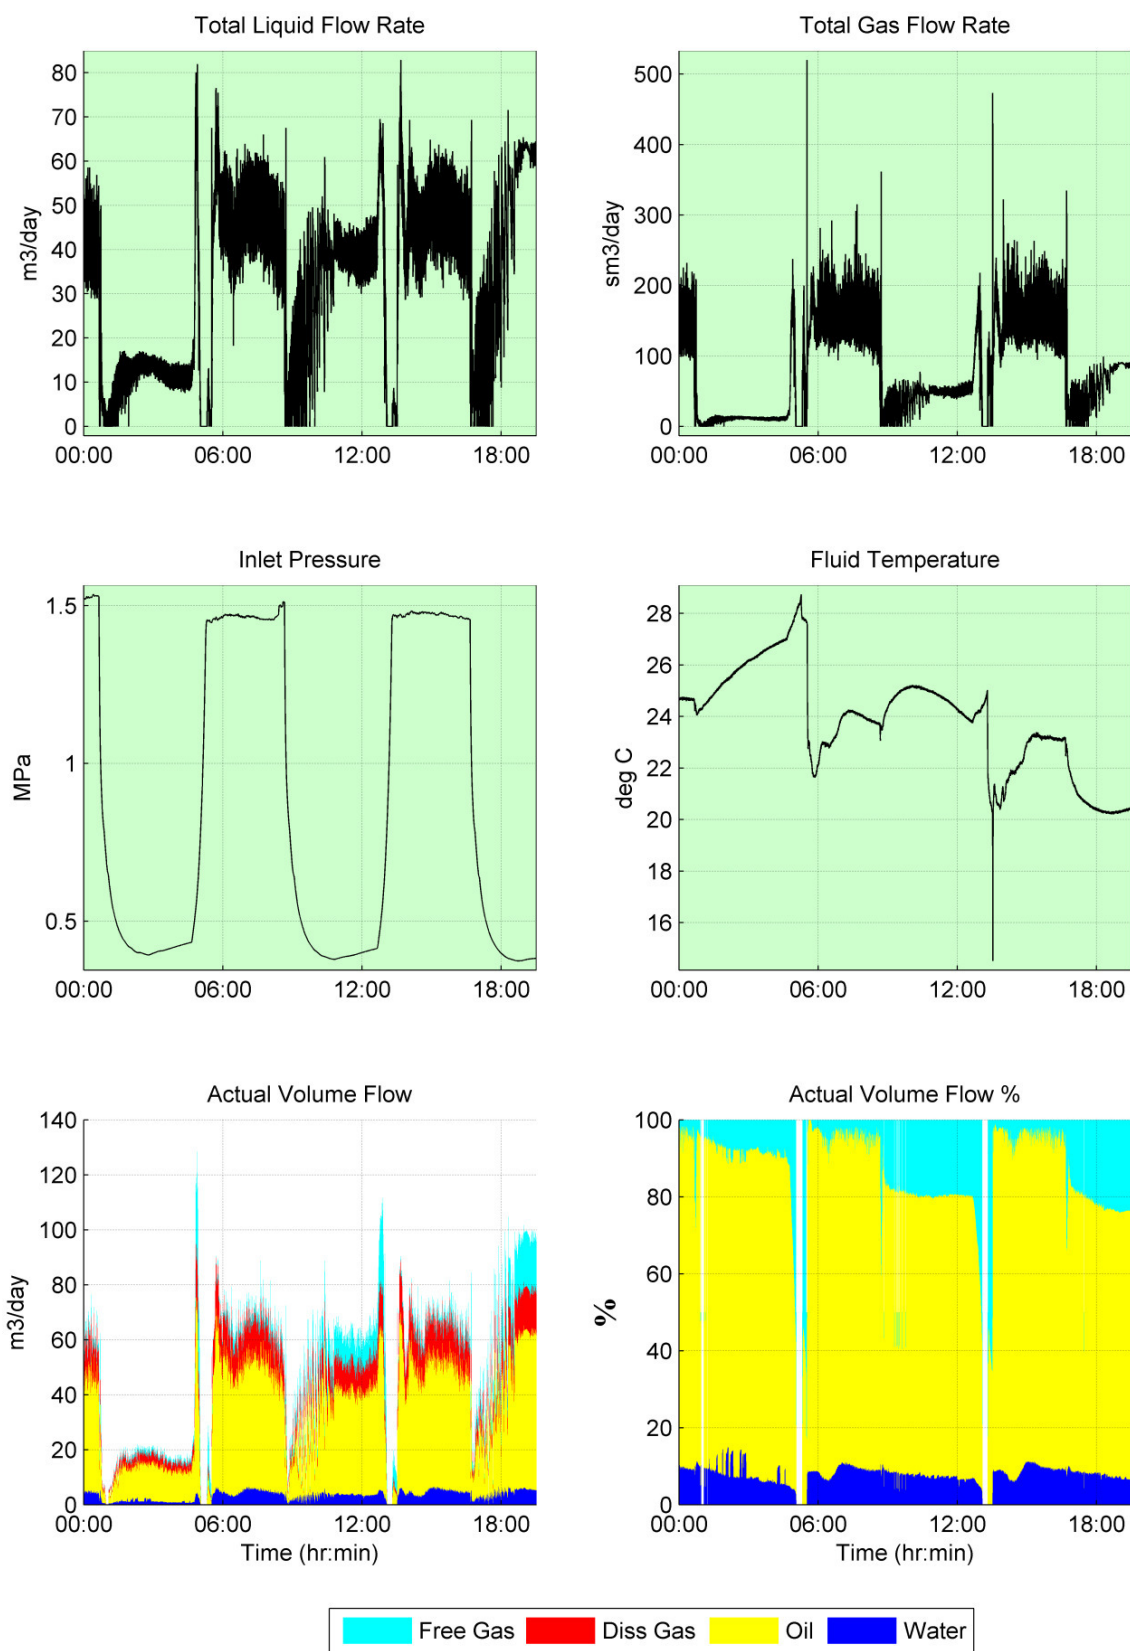 Total Liquid Flow Rate
Total Gas Flow Rate
80
70
60
50
40
30
20
10
0
m3/day
00:00 06:00 12:00 18:00
500
400
300
200
100
0
sm3/day
00:00 06:00 12:00 18:00
Inlet Pressure
Fluid Temperature
1.5
1
0.5
MPa
00:00 06:00 12:00 18:00
28
26
24
22
20
18
16
deg C
00:00 06:00 12:00 18:00
Actual Volume Flow
Actual Volume Flow %
140
120
100
80
60
40
20
0
m3/day
00:00 06:00 12:00 18:00
Time (hr:min)
100
80
60
40
20
0
%
00:00 06:00 12:00 18:00
Time (hr:min)
Free Gas Diss Gas Oil Water